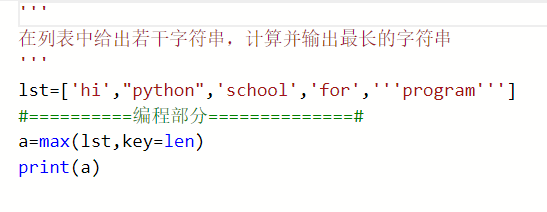 '''
在列表中给出若干字符串，计算并输出最长的字符串
'''
lst=['hi',"python",'school','for','''program''']
#==========编程部分==============#
a=max(lst,key=len)
print(a)